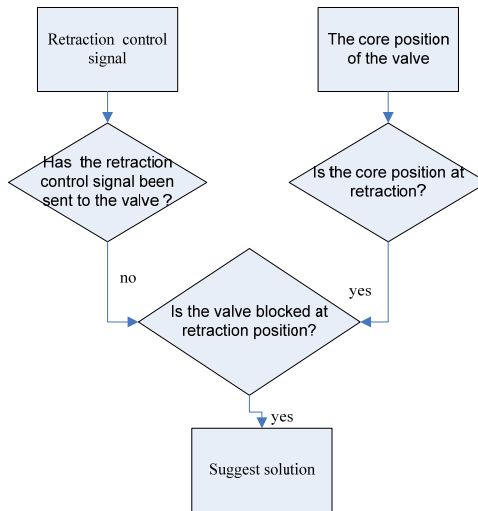 Retraction control
signal
The core position
of the valve
Has the retraction
control signal been
sent to the valve ?
Is the core position at
retraction?
no
yes
Is the valve blocked at
retraction position?
yes
Suggest solution